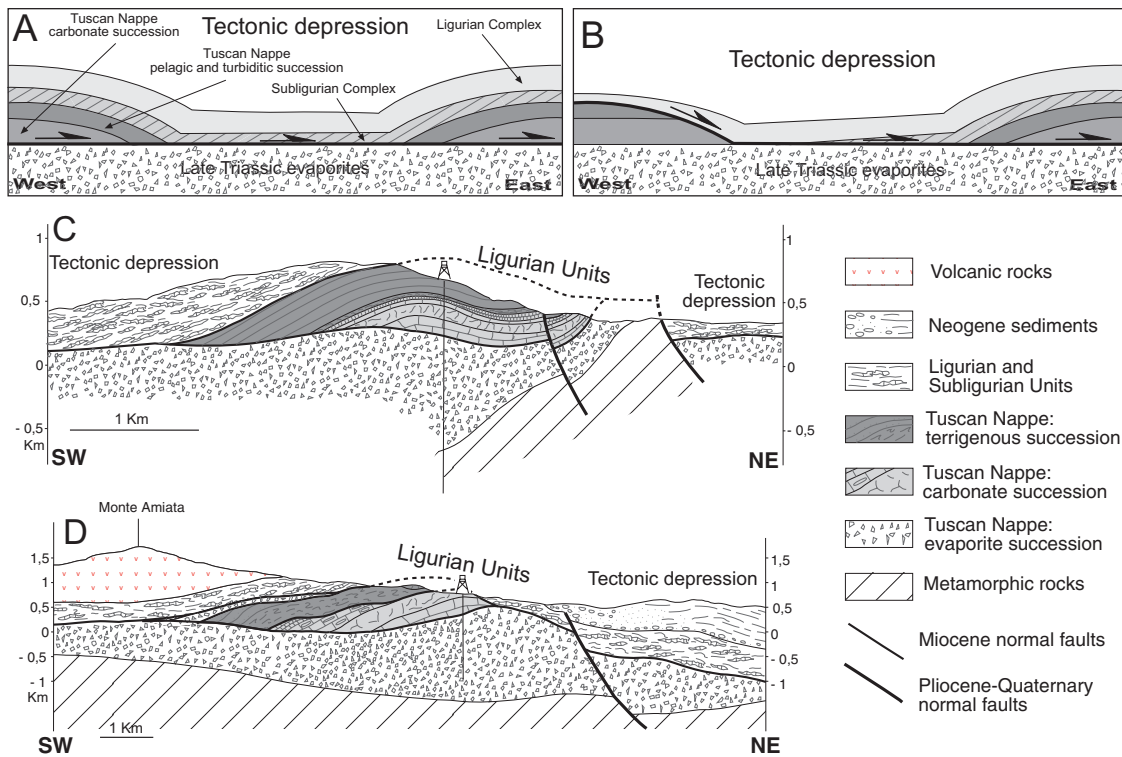 A
Tuscan Nappe
carbonate succession
Tectonic depression
Ligurian Complex
Tuscan Nappe
pelagic and turbiditic succession
Subligurian Complex
Late Triassic evaporites
West
East
B
Tectonic depression
Late Triassic evaporites
West
East
C
1
0,5
0
- 0,5
Km
Tectonic depression
Ligurian Units
Tectonic
depression
1
0,5
0
- 0,5
1 Km
SW
NE
D
Monte Amiata
1,5
1
0,5
0
- 0,5
- 1
Km
Ligurian Units
Tectonic depression
1,5
1
0,5
0
- 0,5
- 1
1 Km
SW
NE
Volcanic rocks
Neogene sediments
Ligurian and
Subligurian Units
Tuscan Nappe:
terrigenous succession
Tuscan Nappe:
carbonate succession
Tuscan Nappe:
evaporite succession
Metamorphic rocks
Miocene normal faults
Pliocene-Quaternary
normal faults